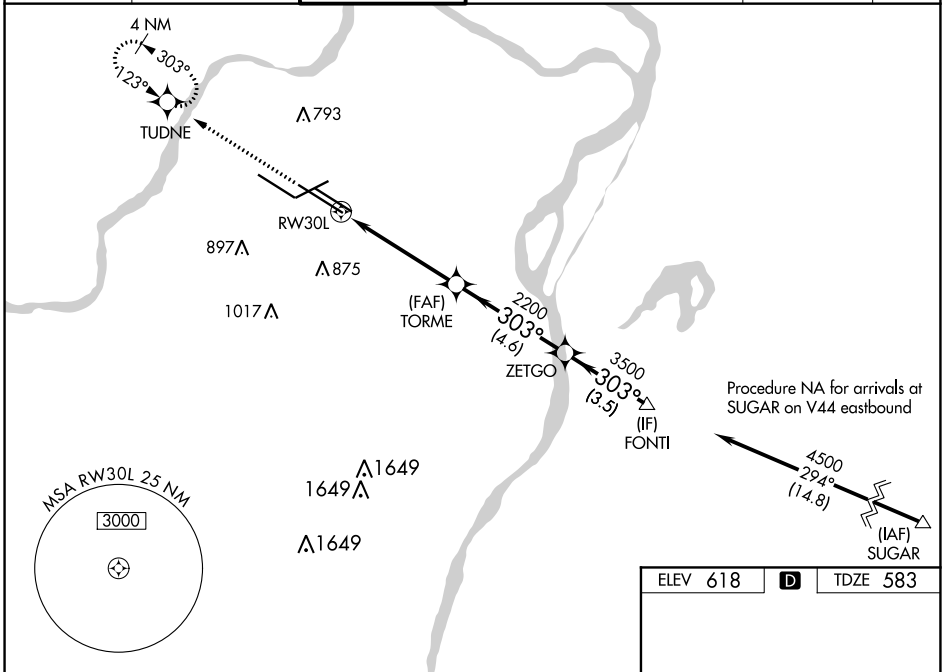 4 NM
303°
123°
TUDNE
793
RW30L
897
875
1017
(FAF)
TORME
2200
303°
(4.6)
ZETGO
3500
303°
(3.5)
(IF)
FONTI
Procedure NA for arrivals at
SUGAR on V44 eastbound
4500
294°
(14.8)
(IAF)
SUGAR
1649
1649
1649
MSA RW30L 25 NM
3000
ELEV 618 D TDZE 583